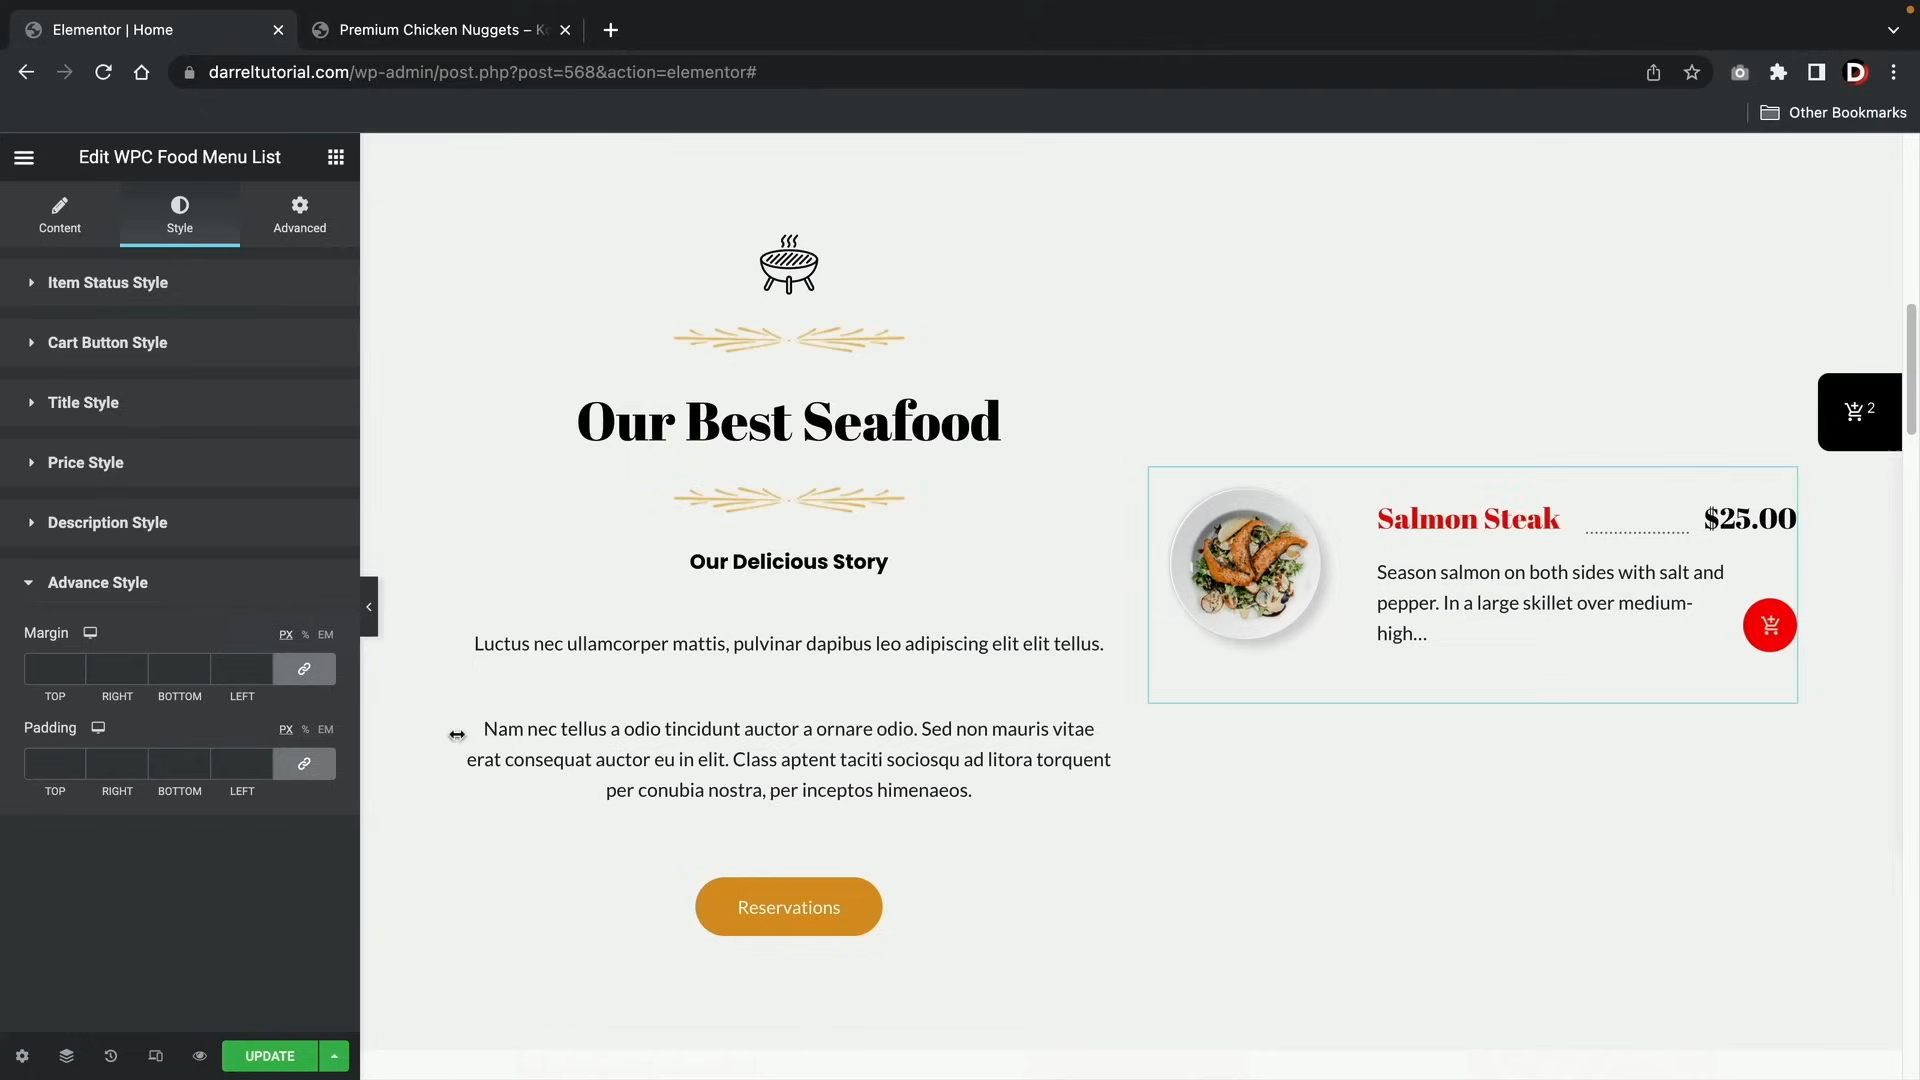 Elementor | Home
Premium Chicken Nuggets –
darreltutorial.com/wp-admin/post.php?post=568&action=elementor#
Other Bookmarks
Edit WPC Food Menu List
Content
Style
Advanced
Item Status Style
Cart Button Style
Title Style
Price Style
Description Style
Advance Style
Margin
PX % EM
TOP RIGHT BOTTOM LEFT
Padding
PX % EM
TOP RIGHT BOTTOM LEFT
UPDATE
Our Best Seafood
Our Delicious Story
Luctus nec ullamcorper mattis, pulvinar dapibus leo adipiscing elit elit tellus.
Nam nec tellus a odio tincidunt auctor a ornare odio. Sed non mauris vitae
erat consequat auctor eu in elit. Class aptent taciti sociosqu ad litora torquent
per conubia nostra, per inceptos himenaeos.
Reservations
2
Salmon Steak $25.00
Season salmon on both sides with salt and
pepper. In a large skillet over medium-
high...